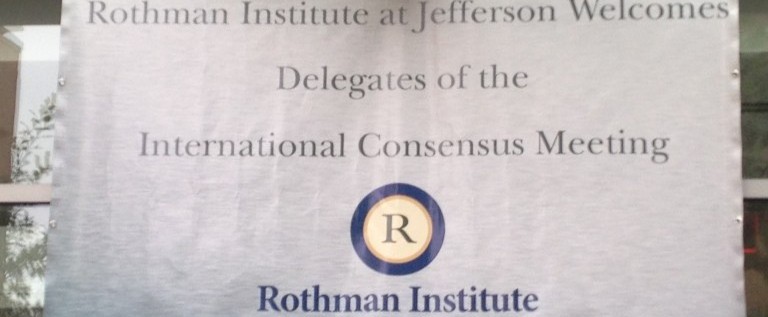 Rothman Institute at Jefferson Welcomes
Delegates of the
International Consensus Meeting
R
Rothman Institute